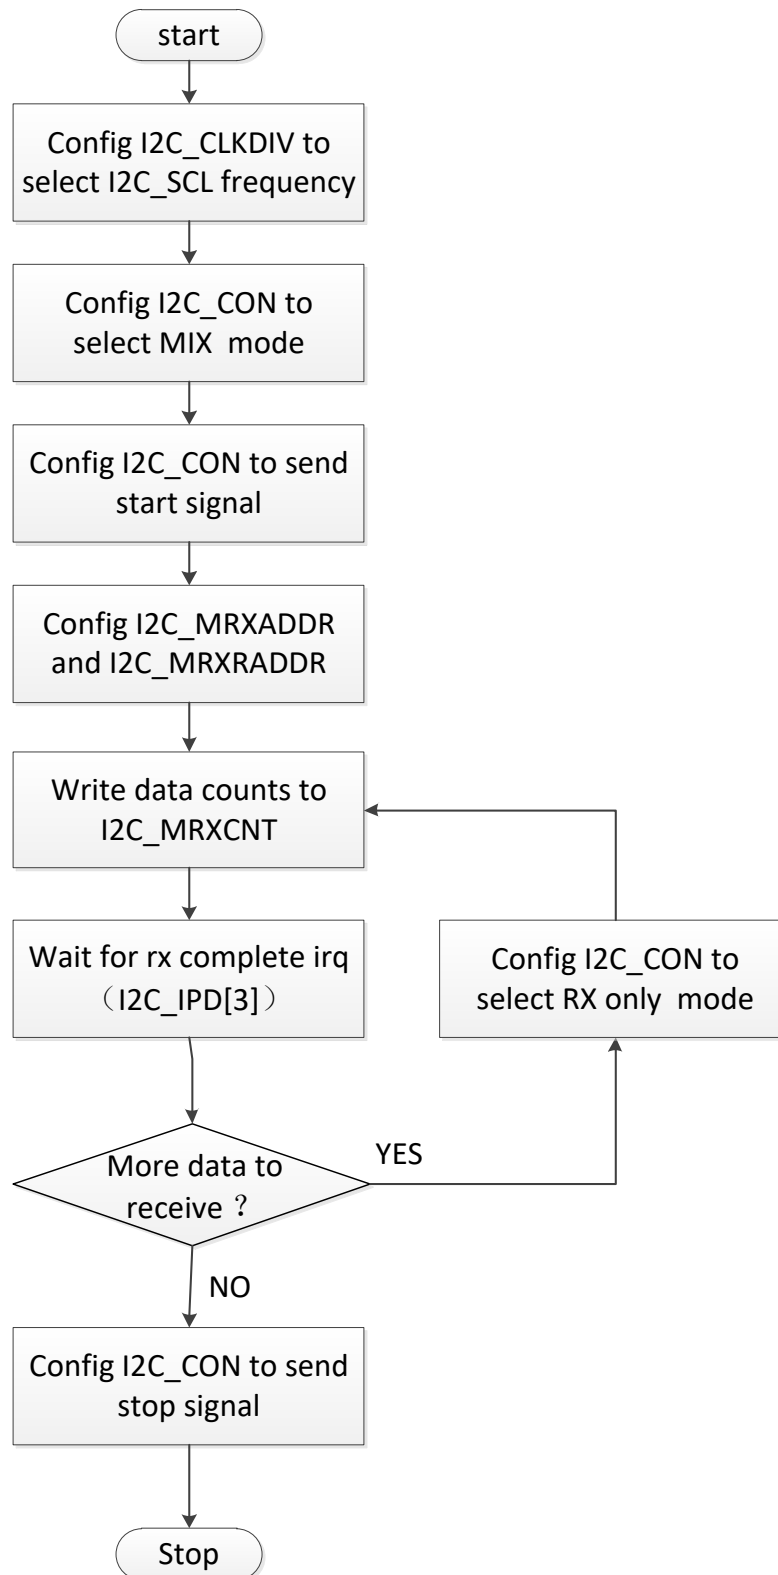 start
Config I2C_CLKDIV to
select I2C_SCL frequency
Config I2C_CON to
select MIX  mode
Config I2C_CON to send
start signal
Config I2C_MRXADDR
and I2C_MRXRADDR
Write data counts to
I2C_MRXCNT
Wait for rx complete irq
（I2C_IPD[3]）
Config I2C_CON to
select RX only  mode
More data to
receive？
YES
NO
Config I2C_CON to send
stop signal
Stop